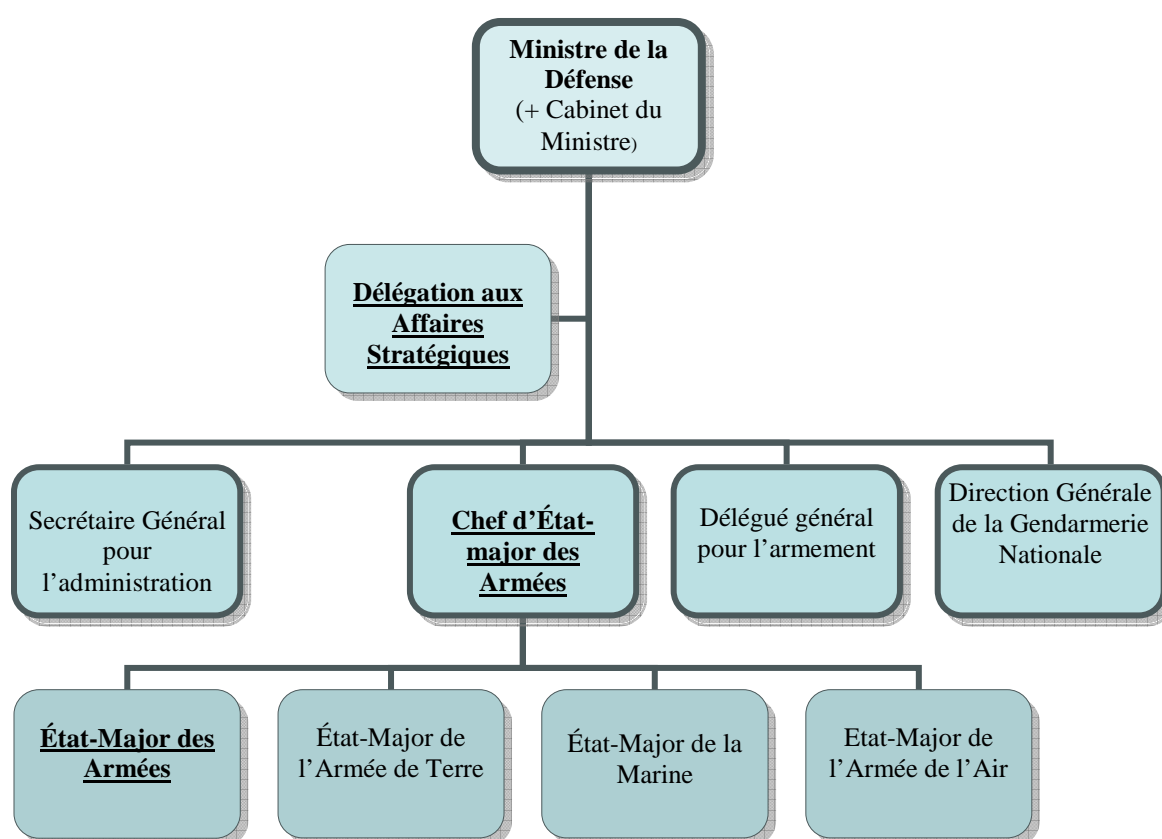 Ministre de la
Défense
(+ Cabinet du
Ministre)
Délégation aux
Affaires
Stratégiques
Secrétaire Général
pour
l’administration
Chef d’État-
major des
Armées
Délégué général
pour l’armement
Direction Générale
de la Gendarmerie
Nationale
État-Major des
Armées
État-Major de
l’Armée de Terre
État-Major de la
Marine
Etat-Major de
l’Armée de l’Air